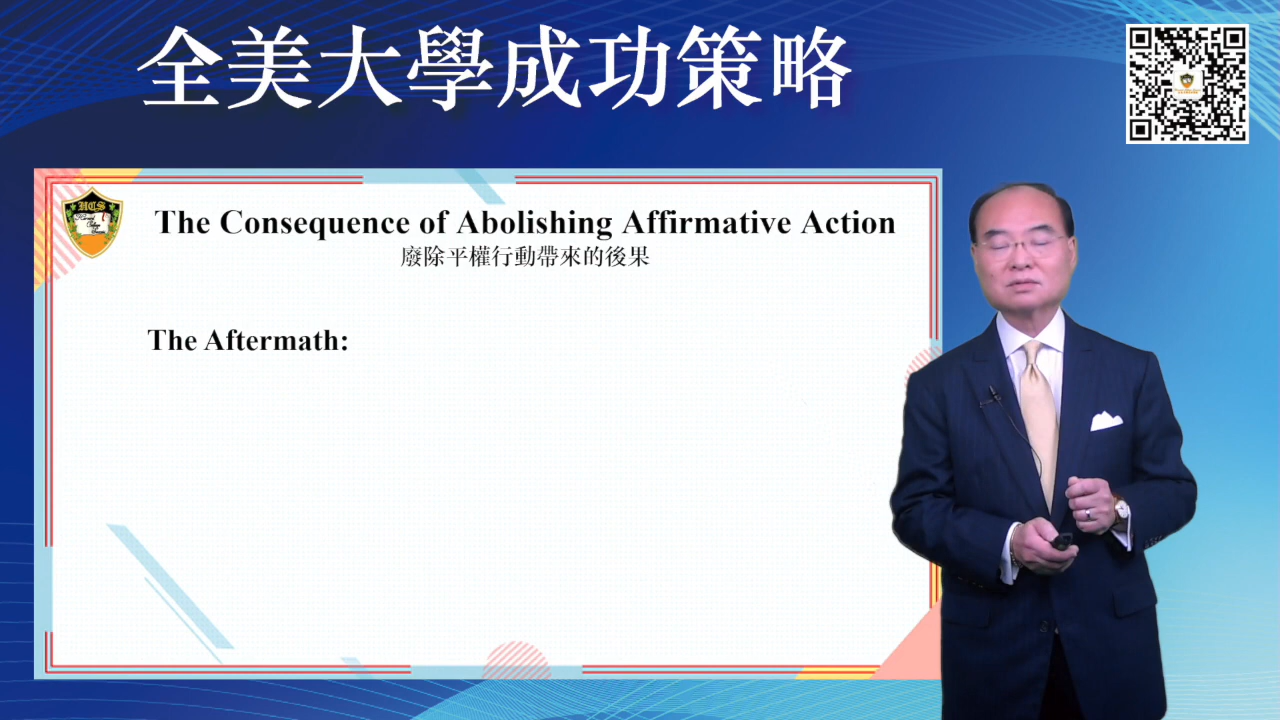 全美大學成功策略
HCS
The Consequence of Abolishing Affirmative Action
廢除平權行動帶來的後果
The Aftermath: